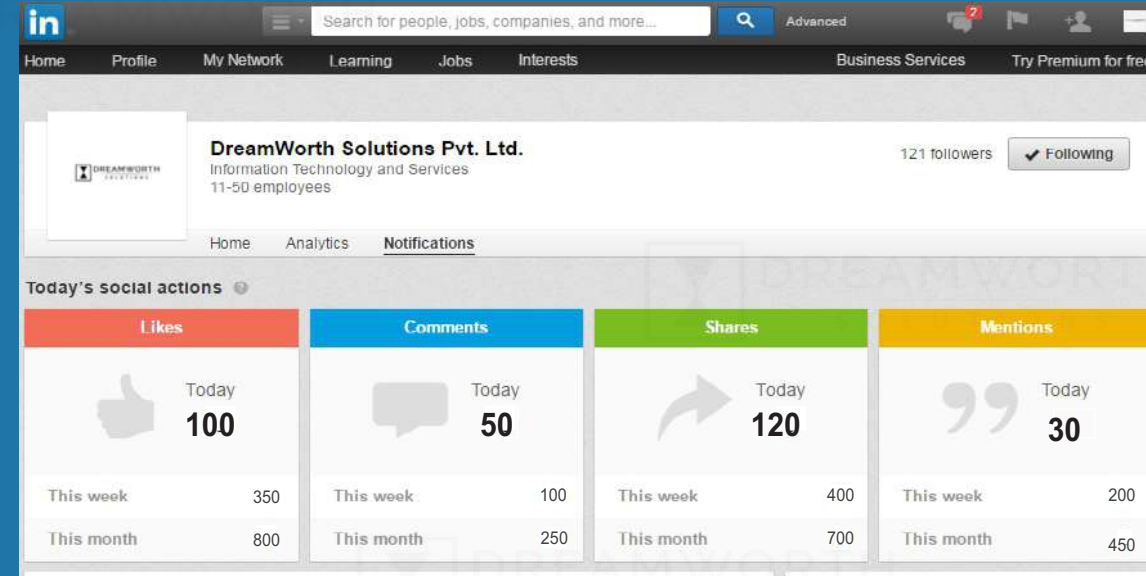 in
Search for people, jobs, companies, and more...
Advanced
2
Home Profile My Network Learning Jobs Interests Business Services Try Premium for free
DREAMWORTH
SOLUTIONS
DreamWorth Solutions Pvt. Ltd.
Information Technology and Services
11-50 employees
121 followers Following
Home Analytics Notifications
DREAMWORT
Today's social actions
Likes Comments Shares Mentions
Today Today Today Today
100 50 120 30
This week 350 This week 100 This week 400 This week 200
This month 800 This month 250 This month 700 This month 450
DREAMWORTH